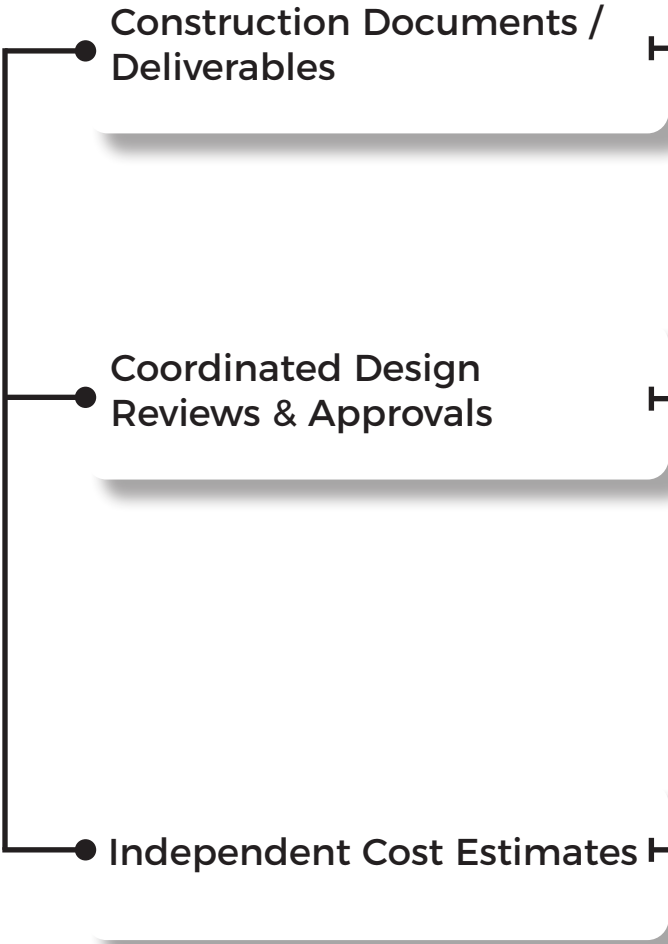 Construction Documents /
Deliverables
Coordinated Design
Reviews & Approvals
Independent Cost Estimates